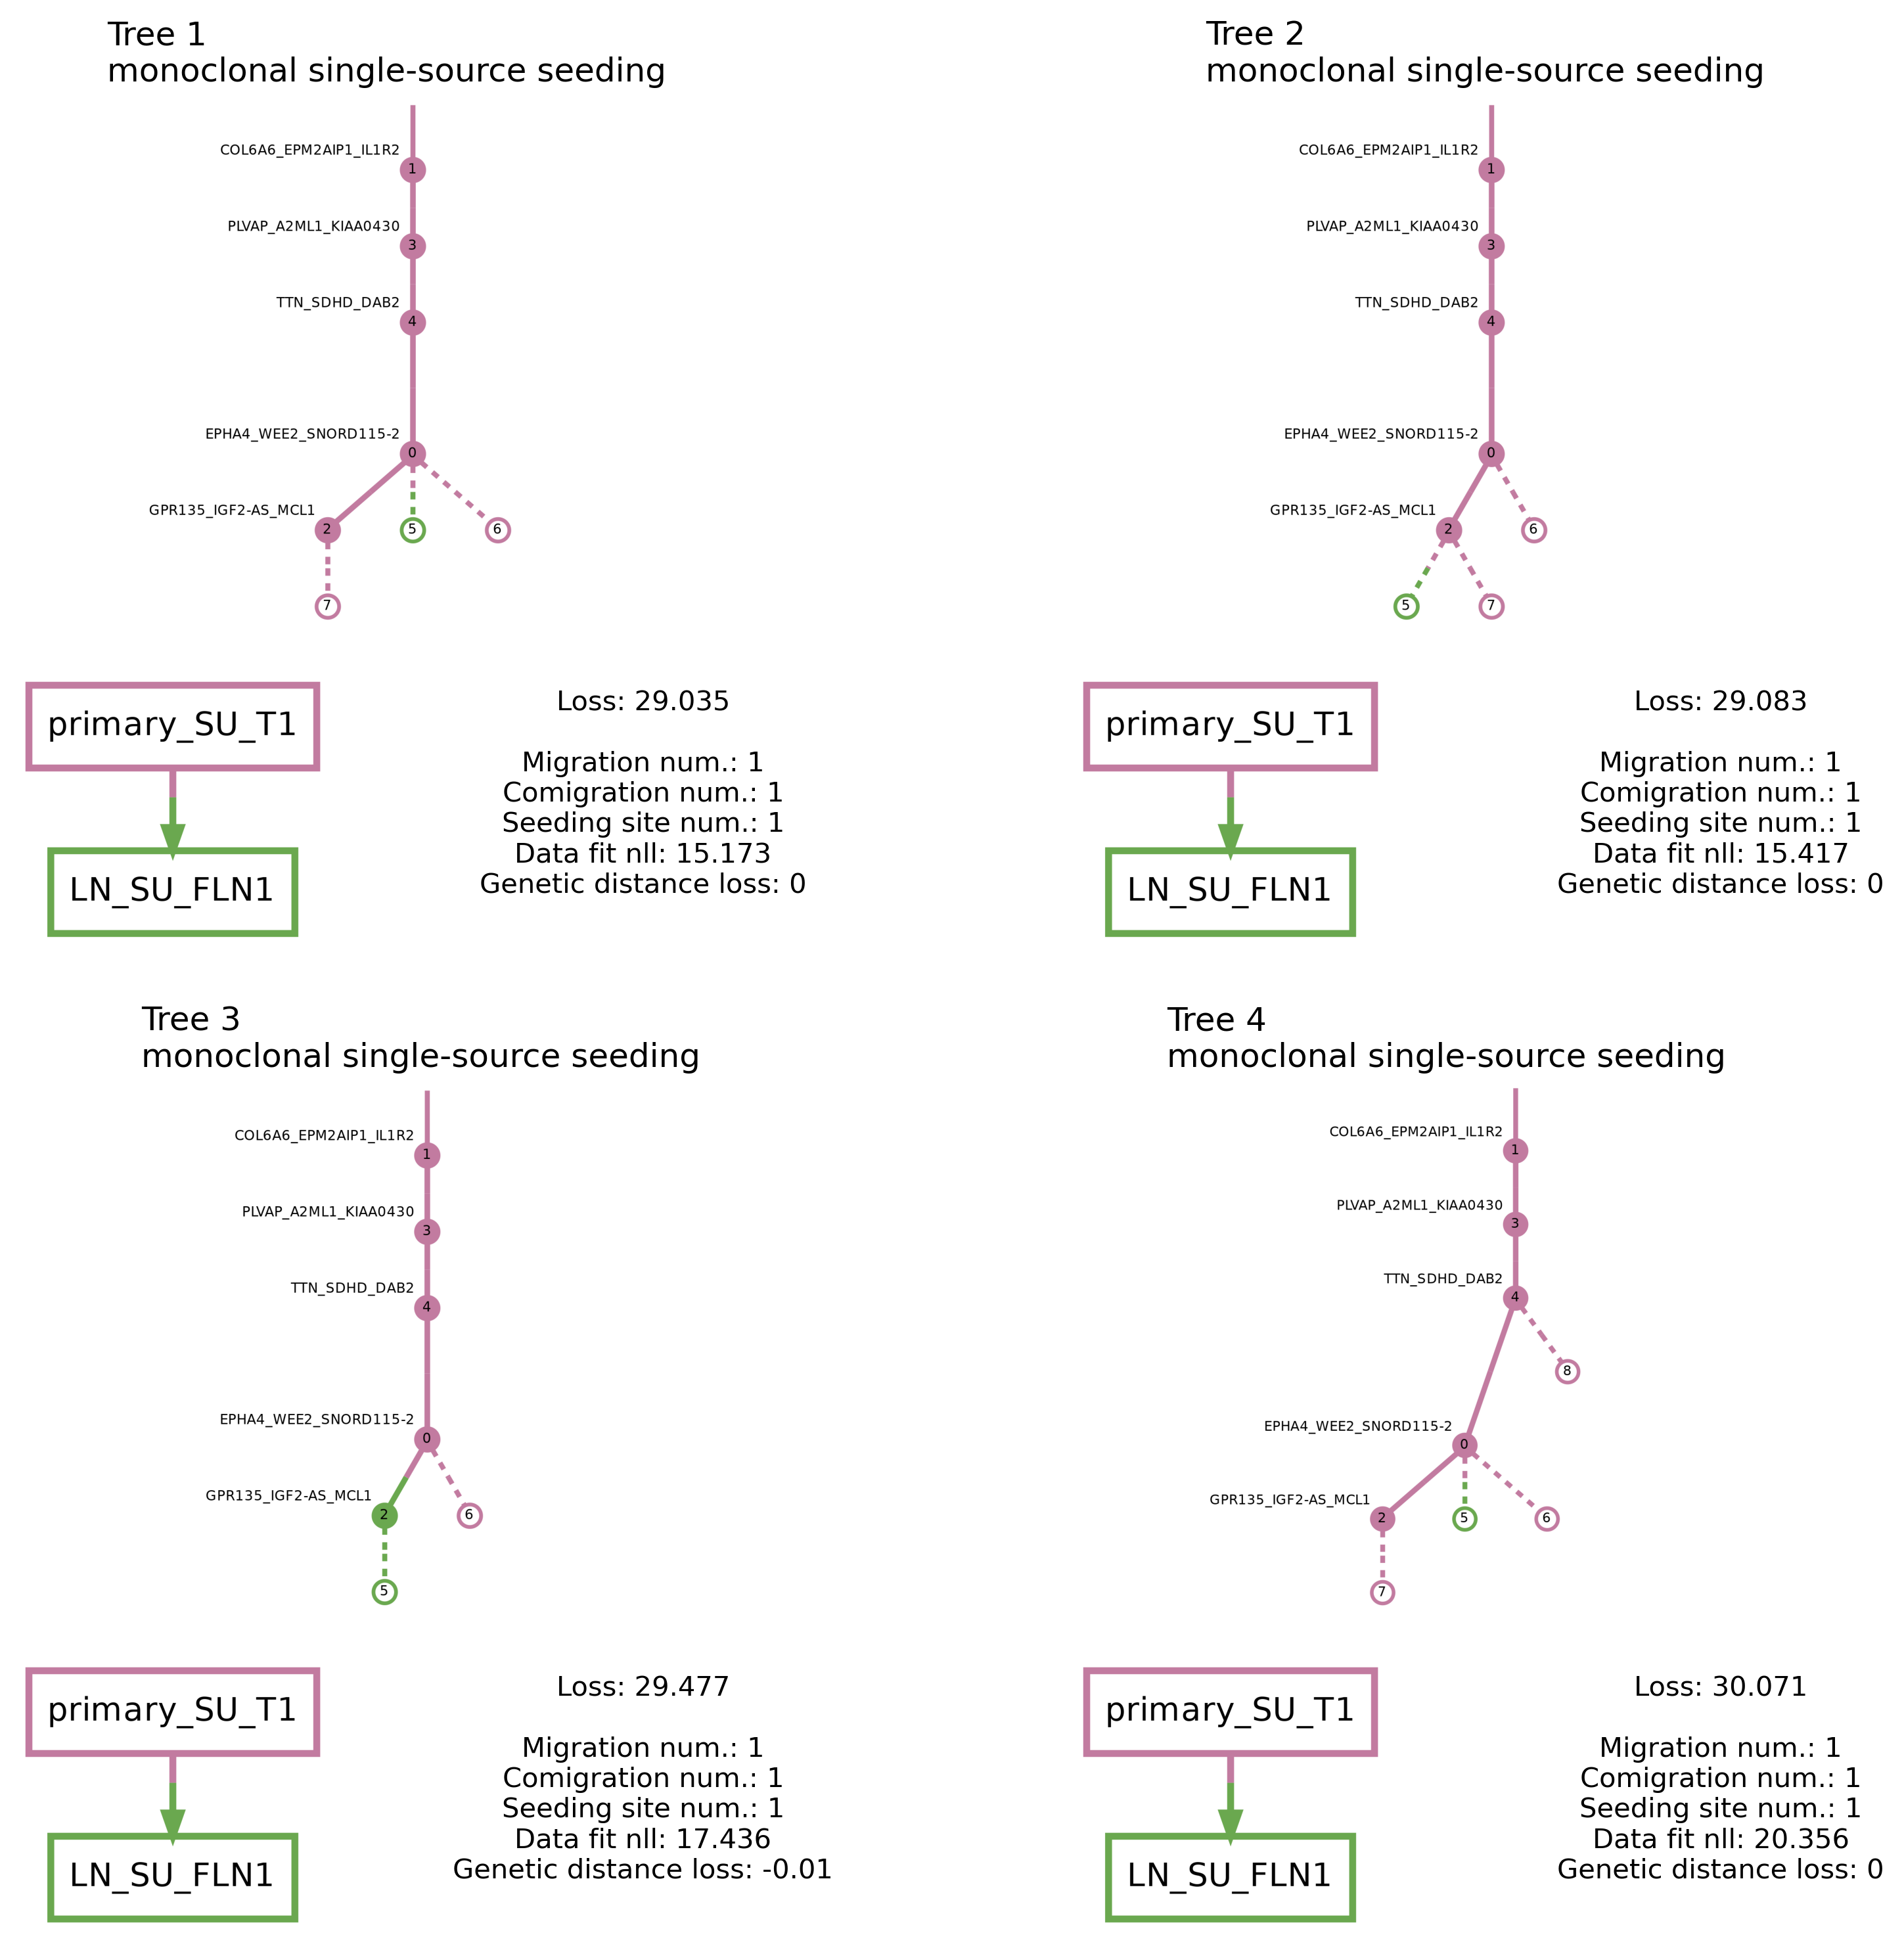 Tree 1
monoclonal single-source seeding
COL6A6_EPM2AIP1_IL1R2
1
PLVAP_A2ML1_KIAA0430
3
TTN_SDHD_DAB2
4
EPHA4_WEE2_SNORD115-2
0
GPR135_IGF2-AS_MCL1
2
5
6
7
primary_SU_T1
LN_SU_FLN1
Loss: 29.035
Migration num.: 1
Comigration num.: 1
Seeding site num.: 1
Data fit nll: 15.173
Genetic distance loss: 0
Tree 2
monoclonal single-source seeding
COL6A6_EPM2AIP1_IL1R2
1
PLVAP_A2ML1_KIAA0430
3
TTN_SDHD_DAB2
4
EPHA4_WEE2_SNORD115-2
0
GPR135_IGF2-AS_MCL1
2
6
5
7
primary_SU_T1
LN_SU_FLN1
Loss: 29.083
Migration num.: 1
Comigration num.: 1
Seeding site num.: 1
Data fit nll: 15.417
Genetic distance loss: 0
Tree 3
monoclonal single-source seeding
COL6A6_EPM2AIP1_IL1R2
1
PLVAP_A2ML1_KIAA0430
3
TTN_SDHD_DAB2
4
EPHA4_WEE2_SNORD115-2
0
GPR135_IGF2-AS_MCL1
2
6
5
primary_SU_T1
LN_SU_FLN1
Loss: 29.477
Migration num.: 1
Comigration num.: 1
Seeding site num.: 1
Data fit nll: 17.436
Genetic distance loss: -0.01
Tree 4
monoclonal single-source seeding
COL6A6_EPM2AIP1_IL1R2
1
PLVAP_A2ML1_KIAA0430
3
TTN_SDHD_DAB2
4
8
EPHA4_WEE2_SNORD115-2
0
GPR135_IGF2-AS_MCL1
2
5
6
7
primary_SU_T1
LN_SU_FLN1
Loss: 30.071
Migration num.: 1
Comigration num.: 1
Seeding site num.: 1
Data fit nll: 20.356
Genetic distance loss: 0